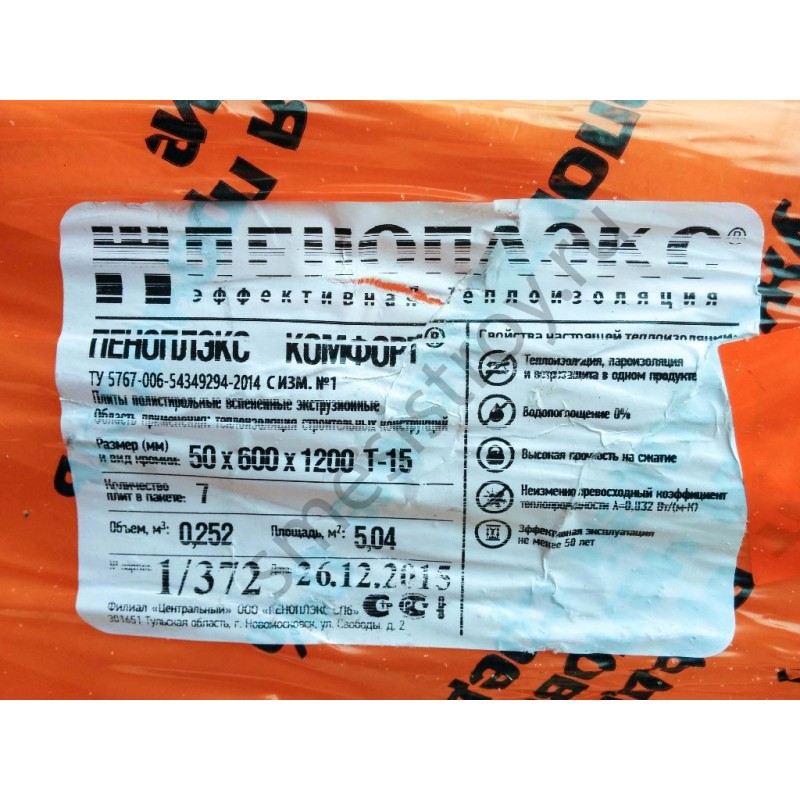 ПЕНОПЛЭКС®
эффективная теплоизоляция
ПЕНОПЛЭКС КОМФОРТ®
ТУ 5767-006-54349294-2014 С ИЗМ. №1
Плиты полистирольные вспененные экструзионные
Область применения: теплоизоляция строительных конструкций
Размер (мм)
и вид кромки: 50 х 600 х 1200 Т-15
Количество
плит в пакете: 7
Объем, м³: 0,252 Площадь, м²: 5,04
№ партии 1/372 26.12.2015
Филиал «Центральный» ООО «ПЕНОПЛЭКС СПб»
301651 Тульская область, г. Новомосковск, ул. Свободы, д. 2
Свойства настоящей теплоизоляции:
Теплоизоляция, пароизоляция
и ветрозащита в одном продукте
Водопоглощение 0%
Высокая прочность на сжатие
Неизменно превосходный коэффициент
теплопроводности λ=0,032 Вт/(м·К)
Эффективная эксплуатация
не менее 50 лет
smetstroy.ru